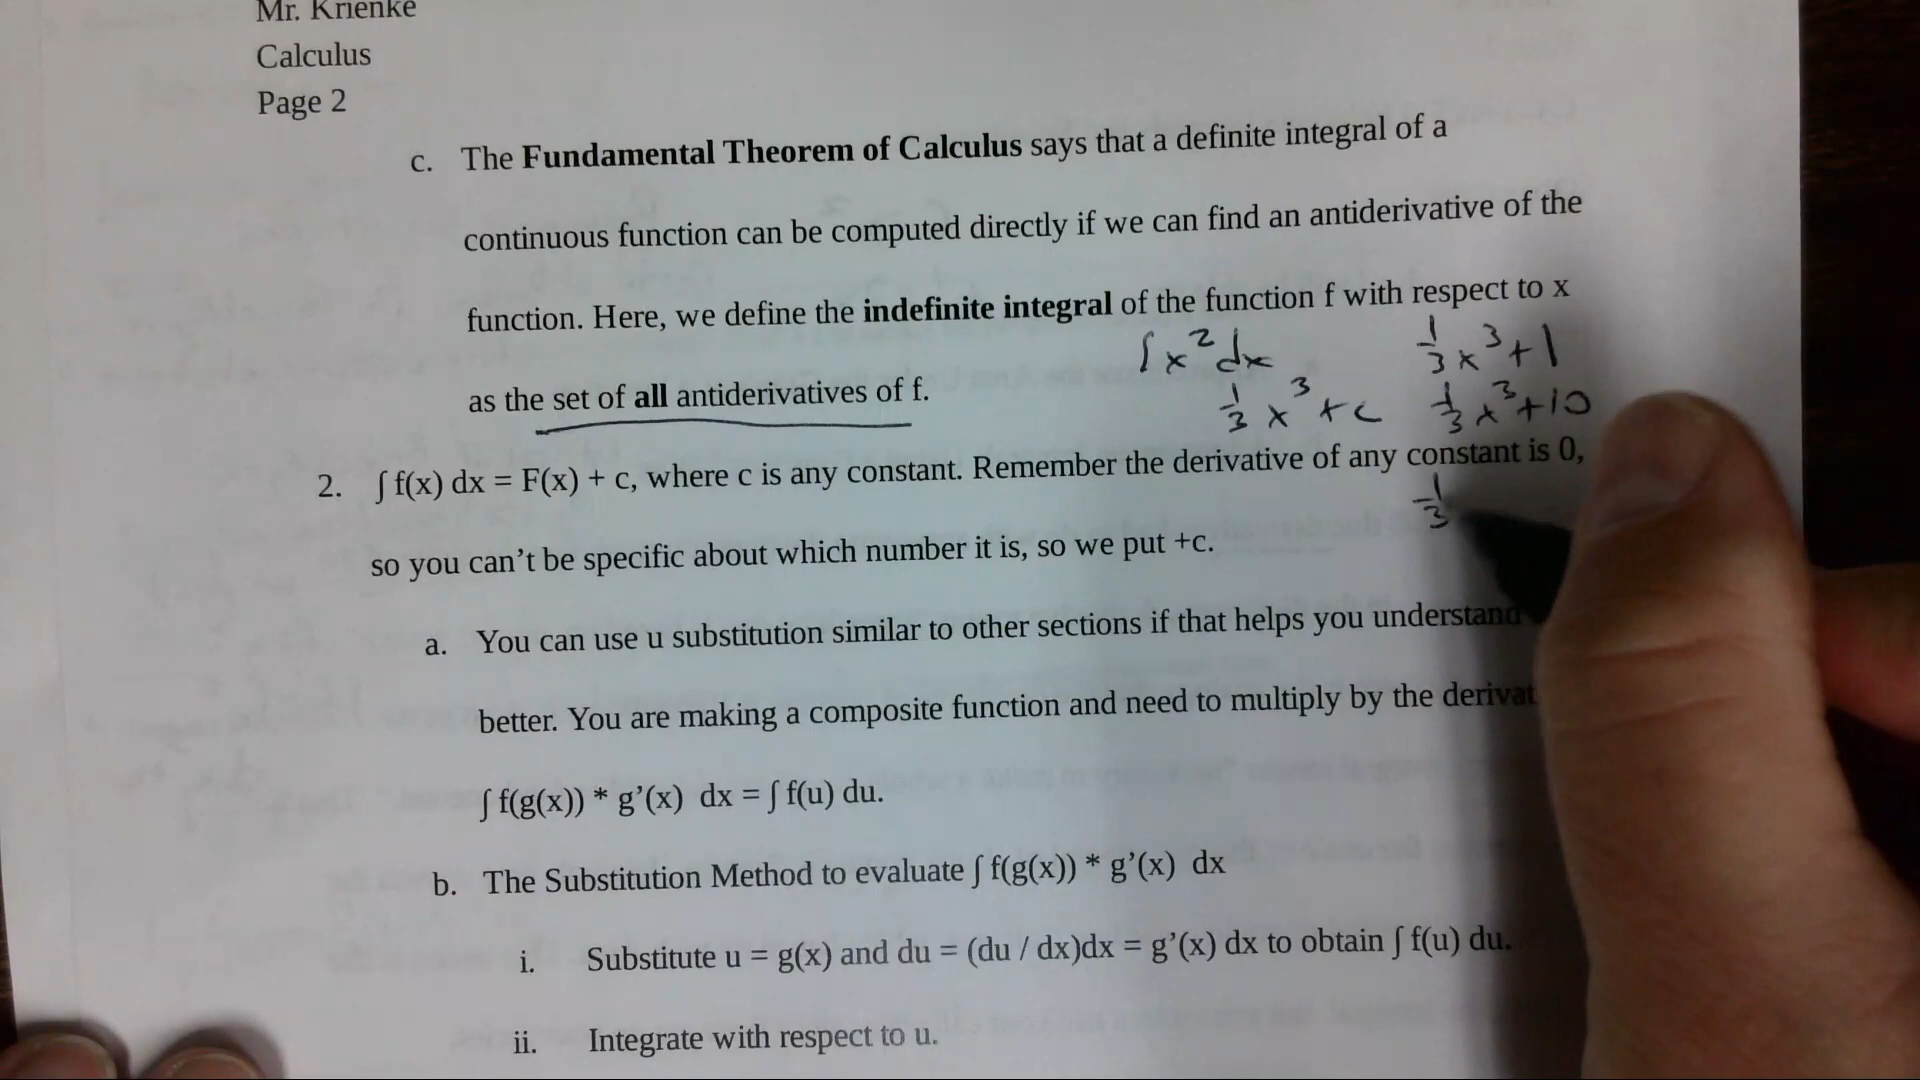 Mr. Krienke
Calculus
Page 2
c. The Fundamental Theorem of Calculus says that a definite integral of a
continuous function can be computed directly if we can find an antiderivative of the
function. Here, we define the indefinite integral of the function f with respect to x
∫x² dx
1/3 x³ + 1
as the set of all antiderivatives of f.
1/3 x³ + c
1/3 x³ + 10
2. ∫ f(x) dx = F(x) + c, where c is any constant. Remember the derivative of any constant is 0,
1/3
so you can’t be specific about which number it is, so we put +c.
a. You can use u substitution similar to other sections if that helps you understand
better. You are making a composite function and need to multiply by the
∫ f(g(x)) * g’(x) dx = ∫ f(u) du.
b. The Substitution Method to evaluate ∫ f(g(x)) * g’(x) dx
i. Substitute u = g(x) and du = (du / dx)dx = g’(x) dx to obtain ∫ f(u) du.
ii. Integrate with respect to u.